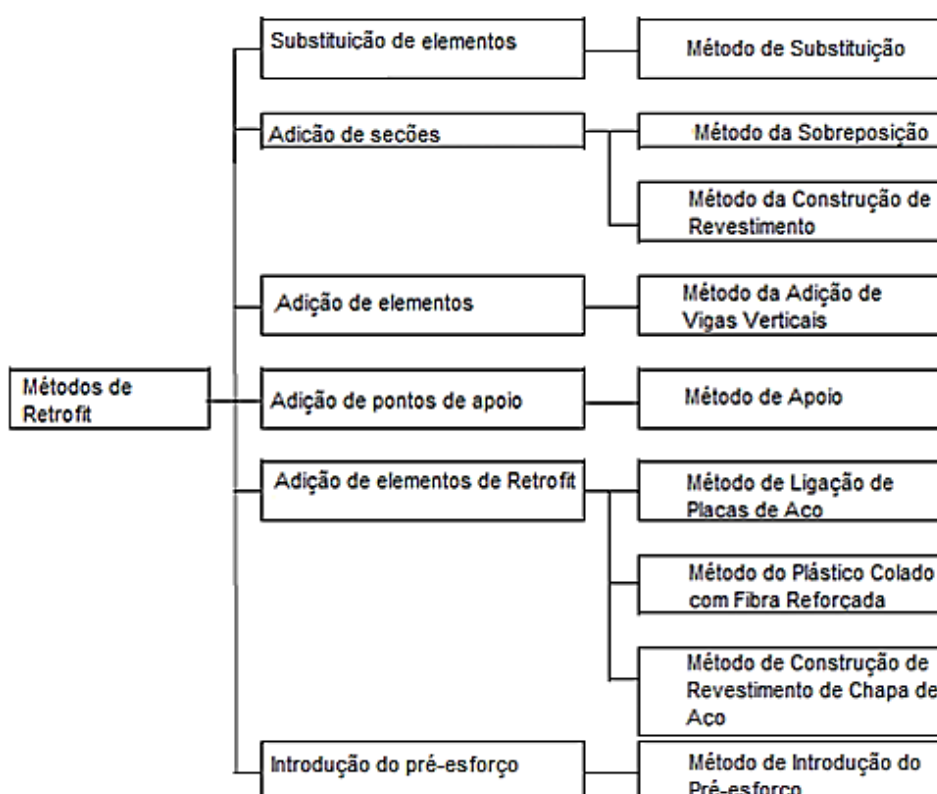 Substituição de elementos
Método de Substituição
Adicão de secões
Método da Sobreposição
Método da Construção de
Revestimento
Adição de elementos
Método da Adição de
Vigas Verticais
Métodos de
Retrofit
Adição de pontos de apoio
Método de Apoio
Adição de elementos de Retrofit
Método de Ligação de
Placas de Aco
Método do Plástico Colado
com Fibra Reforçada
Método de Construção de
Revestimento de Chapa de
Aco
Introdução do pré-esforço
Método de Introdução do
Pré-esforço